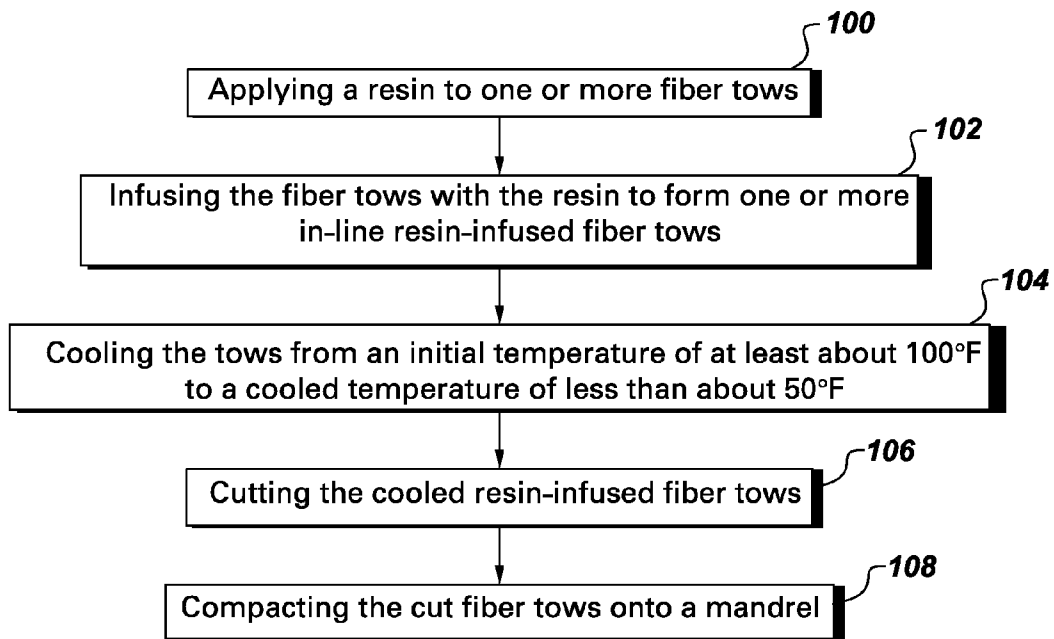 100
Applying a resin to one or more fiber tows
102
Infusing the fiber tows with the resin to form one or more
in-line resin-infused fiber tows
104
Cooling the tows from an initial temperature of at least about 100°F
to a cooled temperature of less than about 50°F
106
Cutting the cooled resin-infused fiber tows
108
Compacting the cut fiber tows onto a mandrel